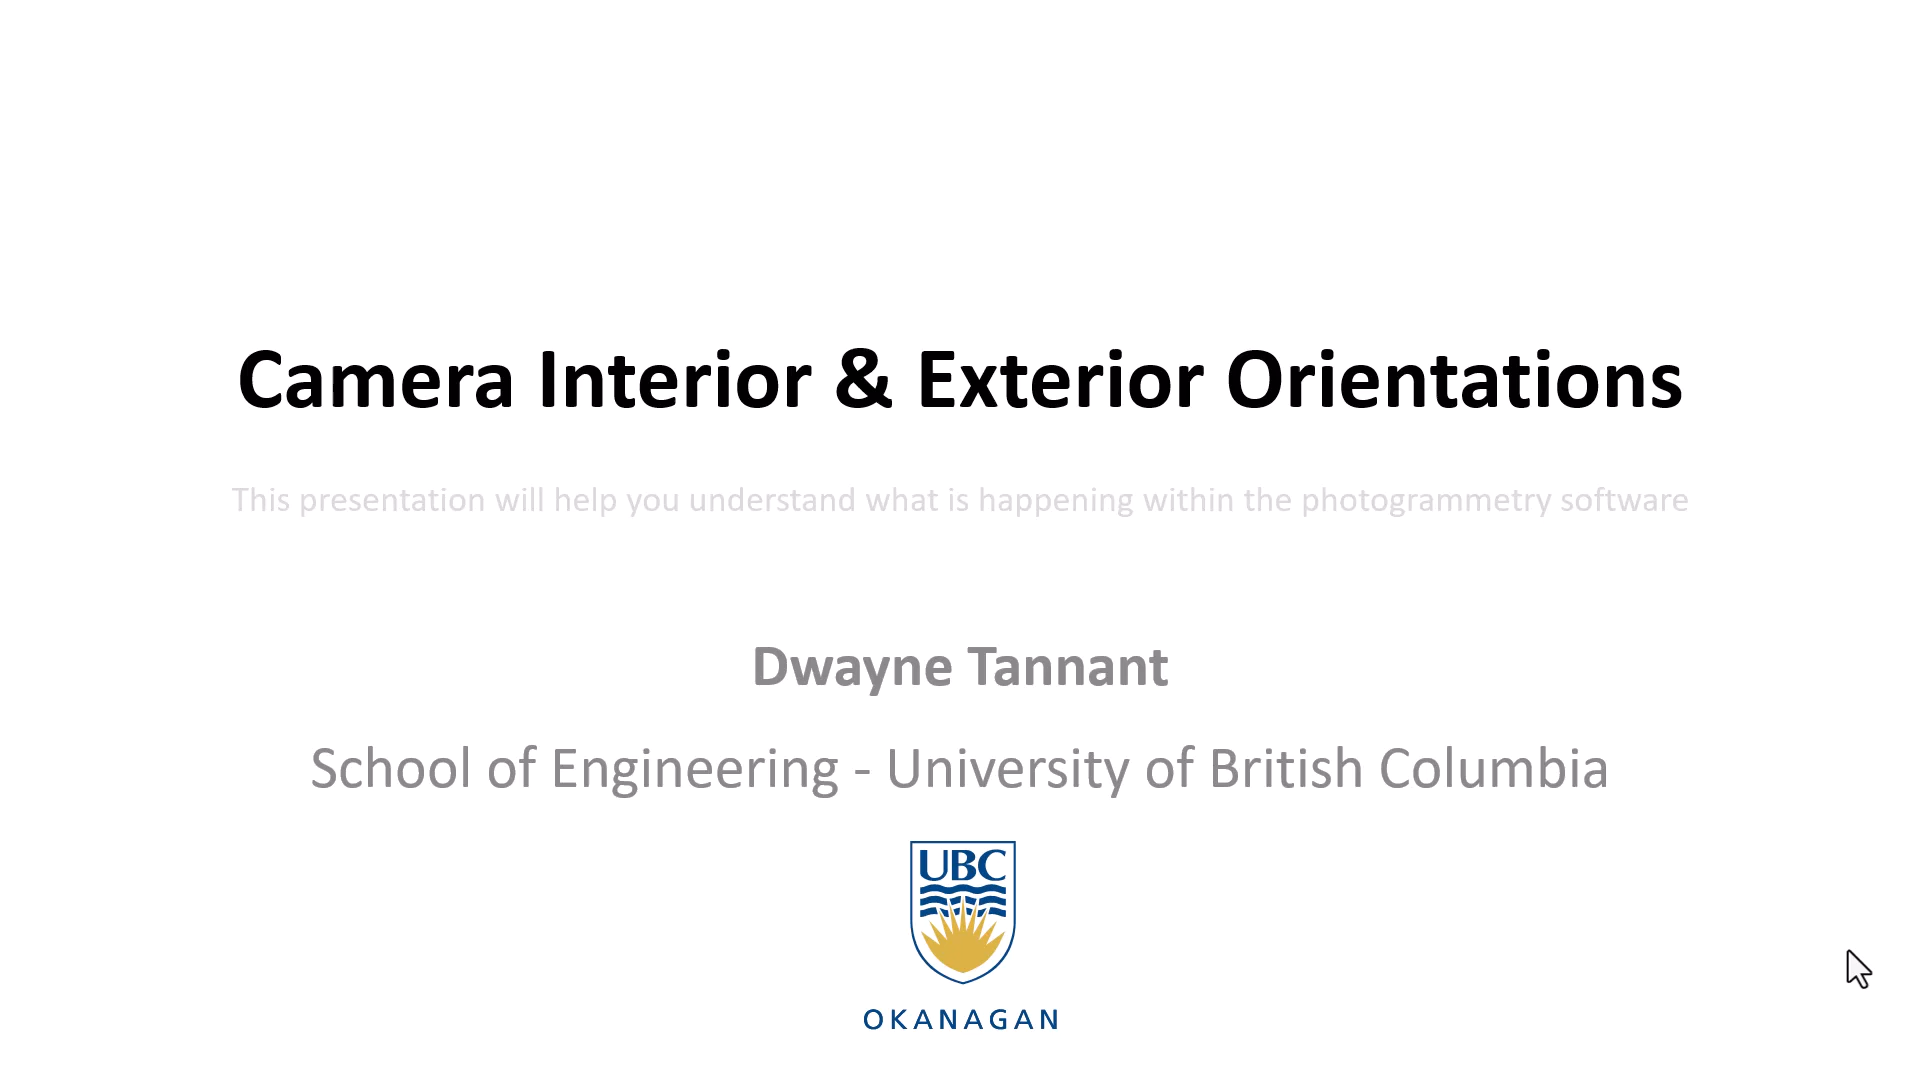 Camera Interior & Exterior Orientations
This presentation will help you understand what is happening within the photogrammetry software
Dwayne Tannant
School of Engineering - University of British Columbia
UBC
OKANAGAN